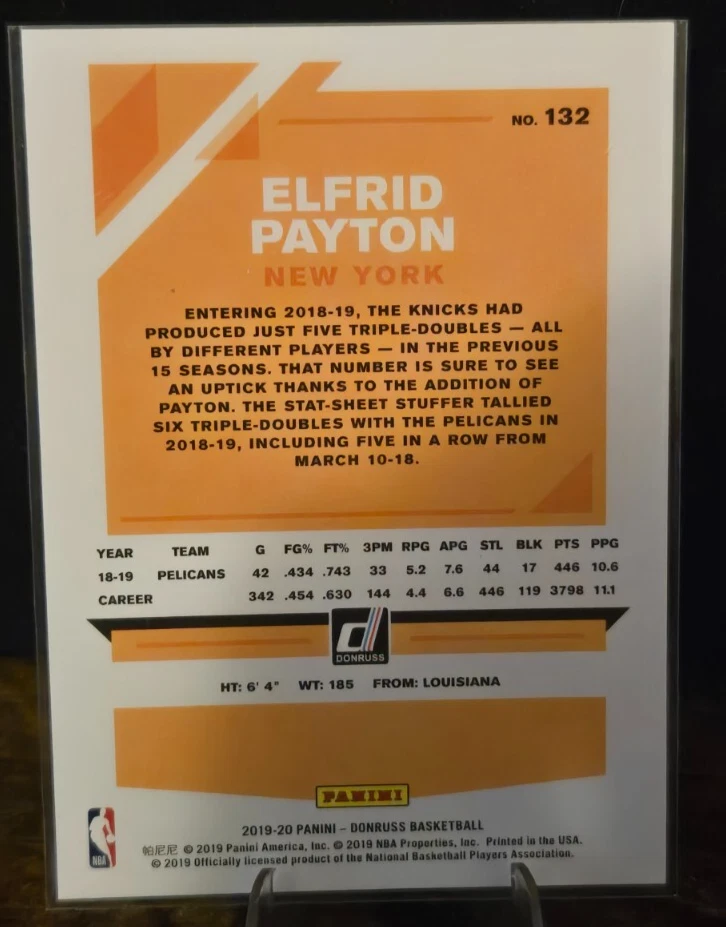 NO. 132
ELFRID
PAYTON
NEW YORK
ENTERING 2018-19, THE KNICKS HAD
PRODUCED JUST FIVE TRIPLE-DOUBLES — ALL
BY DIFFERENT PLAYERS — IN THE PREVIOUS
15 SEASONS. THAT NUMBER IS SURE TO SEE
AN UPTICK THANKS TO THE ADDITION OF
PAYTON. THE STAT-SHEET STUFFER TALLIED
SIX TRIPLE-DOUBLES WITH THE PELICANS IN
2018-19, INCLUDING FIVE IN A ROW FROM
MARCH 10-18.
YEAR TEAM G FG% FT% 3PM RPG APG STL BLK PTS PPG
18-19 PELICANS 42 .434 .743 33 5.2 7.6 44 17 446 10.6
CAREER 342 .454 .630 144 4.4 6.6 446 119 3798 11.1
d
DONRUSS
HT: 6' 4" WT: 185 FROM: LOUISIANA
PANINI
2019-20 PANINI – DONRUSS BASKETBALL
帕尼尼 © 2019 Panini America, Inc. © 2019 NBA Properties, Inc. Printed in the USA.
© 2019 Officially licensed product of the National Basketball Players Association.
NBA